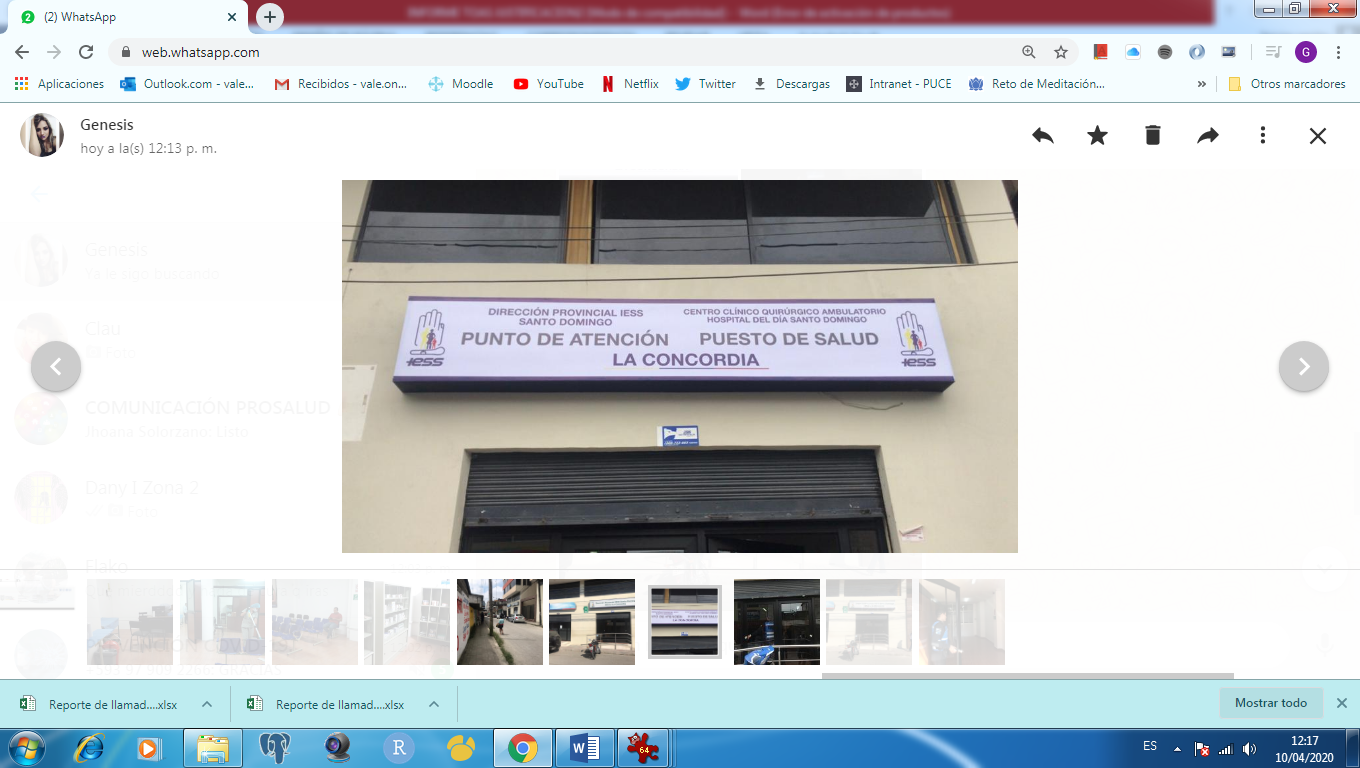 (2) WhatsApp
web.whatsapp.com
G
Aplicaciones
Outlook.com - vale...
Recibidos - vale.on...
Moodle
YouTube
Netflix
Twitter
Descargas
Intranet - PUCE
Reto de Meditación...
»
Otros marcadores
Genesis
hoy a la(s) 12:13 p. m.
DIRECCIÓN PROVINCIAL IESS
SANTO DOMINGO
CENTRO CLÍNICO QUIRÚRGICO AMBULATORIO
HOSPITAL DEL DÍA SANTO DOMINGO
PUNTO DE ATENCIÓN
PUESTO DE SALUD
LA CONCORDIA
IESS
IESS
Genesis
Ya le sigo buscando
Clau
Foto
COMUNICACIÓN PROSALUD
Jhoana Solorzano: Listo
Dany I Zona 2
Foto
Flako
Reporte de llamad....xlsx
Reporte de llamad....xlsx
Mostrar todo
R
W
64
ES
12:17
10/04/2020